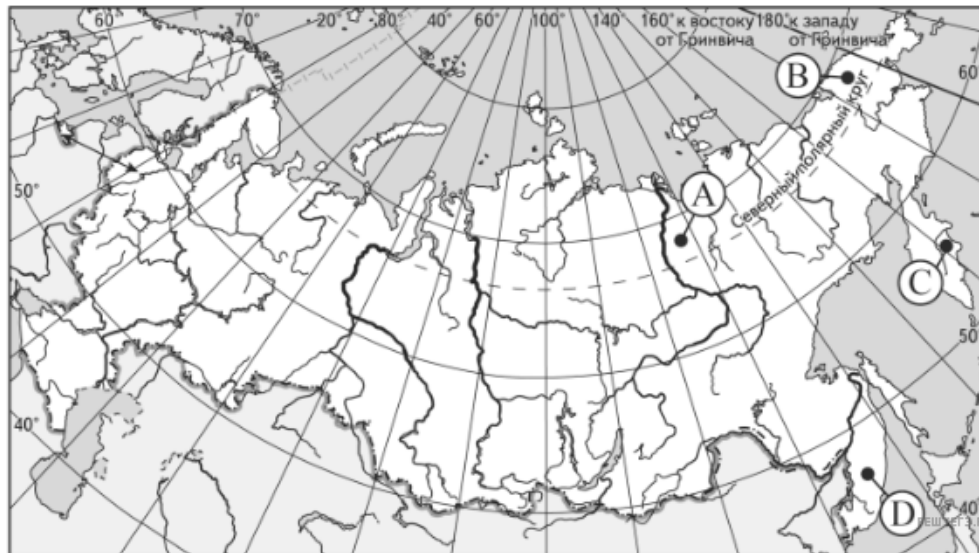 60° 70° -20° -80° 40° 60° 100° 140° 160° к востоку 180° к западу
от Гринвича от Гринвича
60
B
Северный полярный круг
50°
A
C
50
40°
D
40